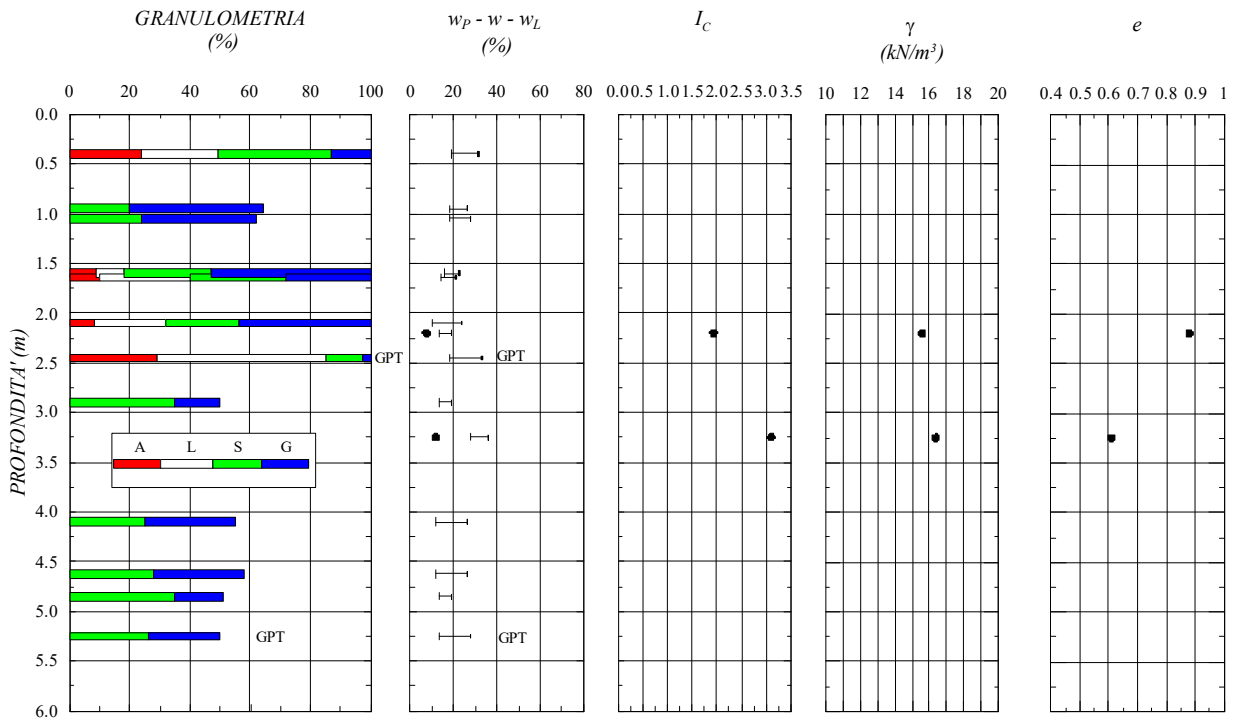 GRANULOMETRIA
(%)
w_P - w - w_L
(%)
I_C
γ
(kN/m³)
e
0 20 40 60 80 100
0 20 40 60 80
0.0 0.5 1.0 1.5 2.0 2.5 3.0 3.5
10 12 14 16 18 20
0.4 0.5 0.6 0.7 0.8 0.9 1
PROFONDITA' (m)
0.0
0.5
1.0
1.5
2.0
2.5
3.0
3.5
4.0
4.5
5.0
5.5
6.0
GPT
GPT
A L S G
GPT
GPT